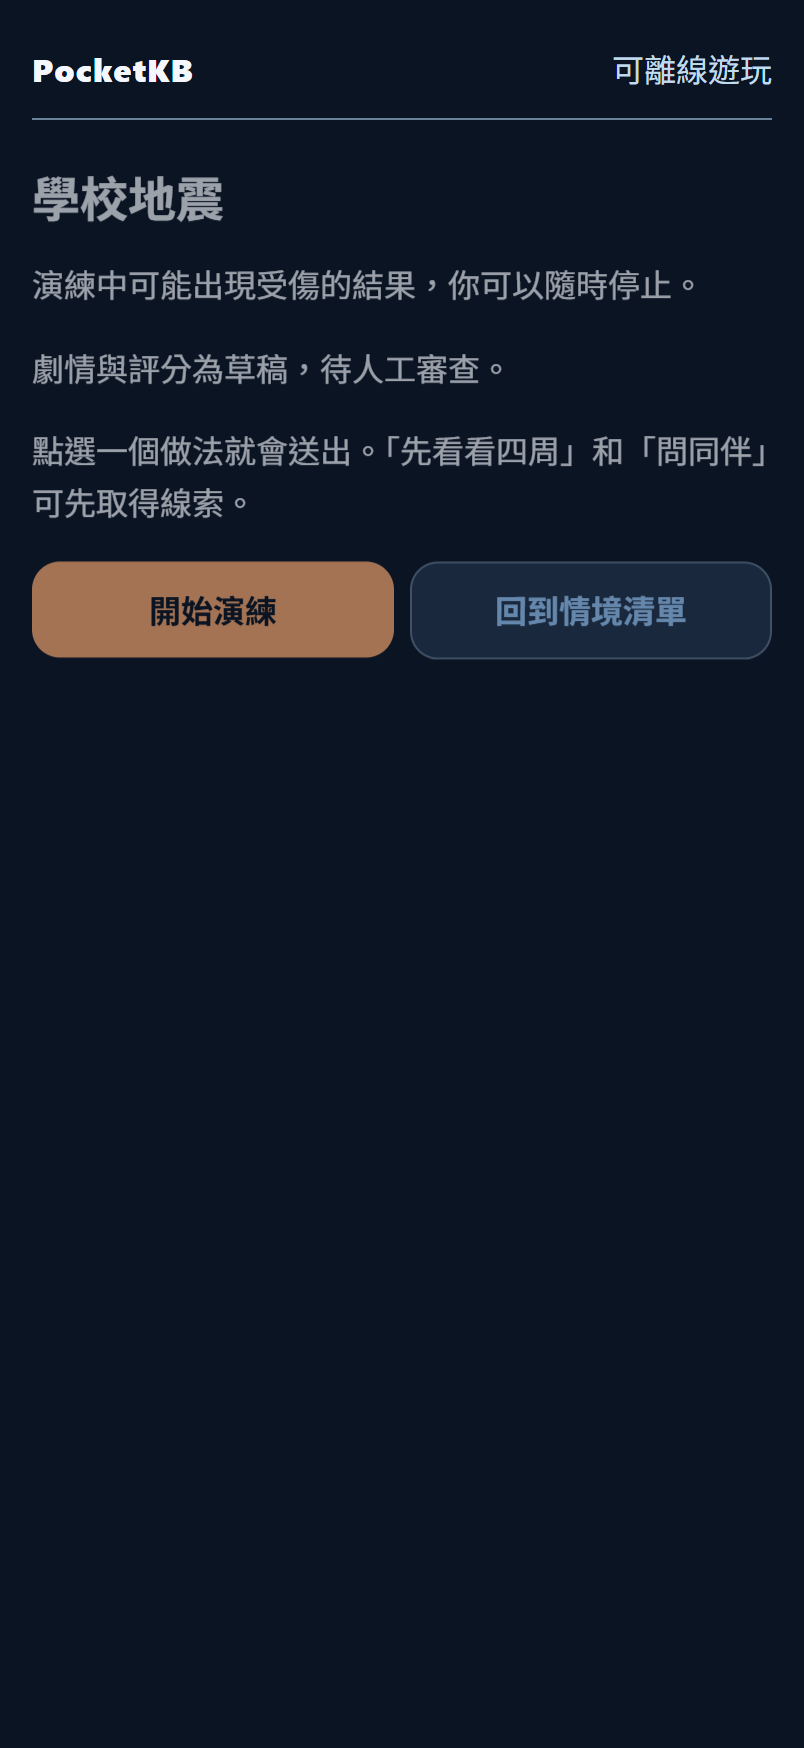 PocketKB
可離線遊玩
學校地震
演練中可能出現受傷的結果，你可以隨時停止。
劇情與評分為草稿，待人工審查。
點選一個做法就會送出。「先看看四周」和「問同伴」
可先取得線索。
開始演練
回到情境清單